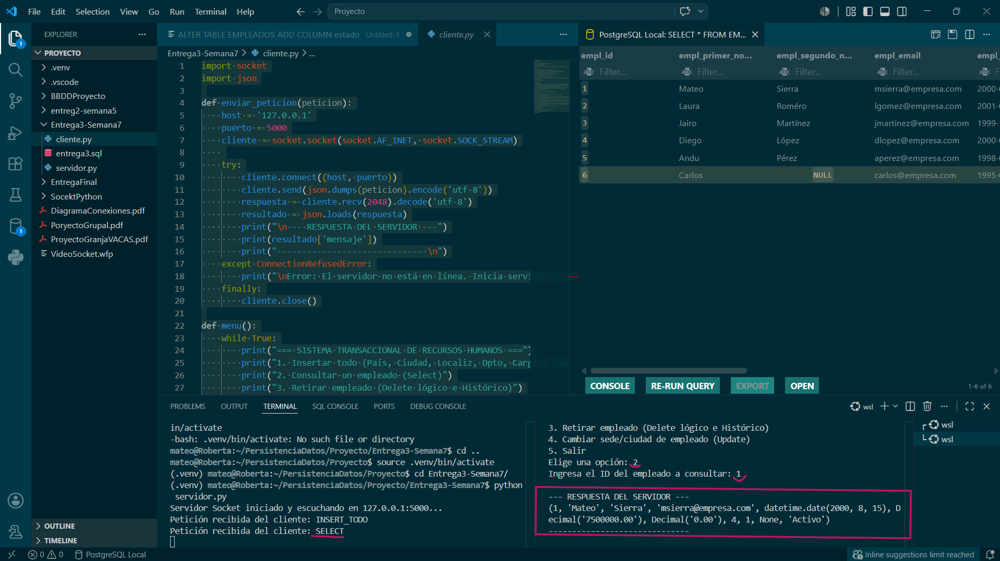 File Edit Selection View Go Run Terminal Help
Proyecto
EXPLORER
PROYECTO
.venv
.vscode
BBDDProyecto
entreg2-semana5
Entrega3-Semana7
cliente.py
entrega3.sql
servidor.py
EntregaFinal
SocektPython
DiagramaConexiones.pdf
PoryectoGrupal.pdf
ProyectoGranjaVACAS.pdf
VideoSocket.wfp
OUTLINE
TIMELINE
1
1
ALTER TABLE EMPLEADOS ADD COLUMN estado Untitled-1
cliente.py
Entrega3-Semana7 > cliente.py > ...
1 import socket
2 import json
3
4 def enviar_peticion(peticion):
5 host = '127.0.0.1'
6 puerto = 5000
7 cliente = socket.socket(socket.AF_INET, socket.SOCK_STREAM)
8
9 try:
10 cliente.connect((host, puerto))
11 cliente.send(json.dumps(peticion).encode('utf-8'))
12 respuesta = cliente.recv(2048).decode('utf-8')
13 resultado = json.loads(respuesta)
14 print("\n--- RESPUESTA DEL SERVIDOR ---")
15 print(resultado['mensaje'])
16 print("------------------------------\n")
17 except ConnectionRefusedError:
18 print("\nError: El servidor no está en línea. Inicia servidor.py
19 finally:
20 cliente.close()
21
22 def menu():
23 while True:
24 print("=== SISTEMA TRANSACCIONAL DE RECURSOS HUMANOS ===")
25 print("1. Insertar todo (País, Ciudad, Localiz, Dpto, Cargo y Emp
26 print("2. Consultar un empleado (Select)")
27 print("3. Retirar empleado (Delete lógico e Histórico)")
PostgreSQL Local: SELECT * FROM EM...
empl_id empl_primer_no... empl_segundo_n... empl_email empl_
Filter... Filter... Filter... Filter... F
1 Mateo Sierra msierra@empresa.com 2000-
2 Laura Roméro lgomez@empresa.com 2001-
3 Jairo Martínez jmartinez@empresa.com 1999-
4 Diego López dlopez@empresa.com 2000-
5 Andu Pérez aperez@empresa.com 1998-
6 Carlos NULL carlos@empresa.com 1995-
CONSOLE RE-RUN QUERY EXPORT OPEN 1-6 of 6
PROBLEMS OUTPUT TERMINAL SQL CONSOLE PORTS DEBUG CONSOLE
wsl
in/activate
-bash: .venv/bin/activate: No such file or directory
mateo@Roberta:~/PersistenciaDatos/Proyecto/Entrega3-Semana7$ cd ..
mateo@Roberta:~/PersistenciaDatos/Proyecto$ source .venv/bin/activate
(.venv) mateo@Roberta:~/PersistenciaDatos/Proyecto$ cd Entrega3-Semana7/
(.venv) mateo@Roberta:~/PersistenciaDatos/Proyecto/Entrega3-Semana7$ python
servidor.py
Servidor Socket iniciado y escuchando en 127.0.0.1:5000...
Petición recibida del cliente: INSERT_TODO
Petición recibida del cliente: SELECT
3. Retirar empleado (Delete lógico e Histórico)
4. Cambiar sede/ciudad de empleado (Update)
5. Salir
Elige una opción: 2
Ingresa el ID del empleado a consultar: 1
--- RESPUESTA DEL SERVIDOR ---
(1, 'Mateo', 'Sierra', 'msierra@empresa.com', datetime.date(2000, 8, 15), D
ecimal('7500000.00'), Decimal('0.00'), 4, 1, None, 'Activo')
------------------------------
wsl
wsl
0 0 PostgreSQL Local
Inline suggestions limit reached